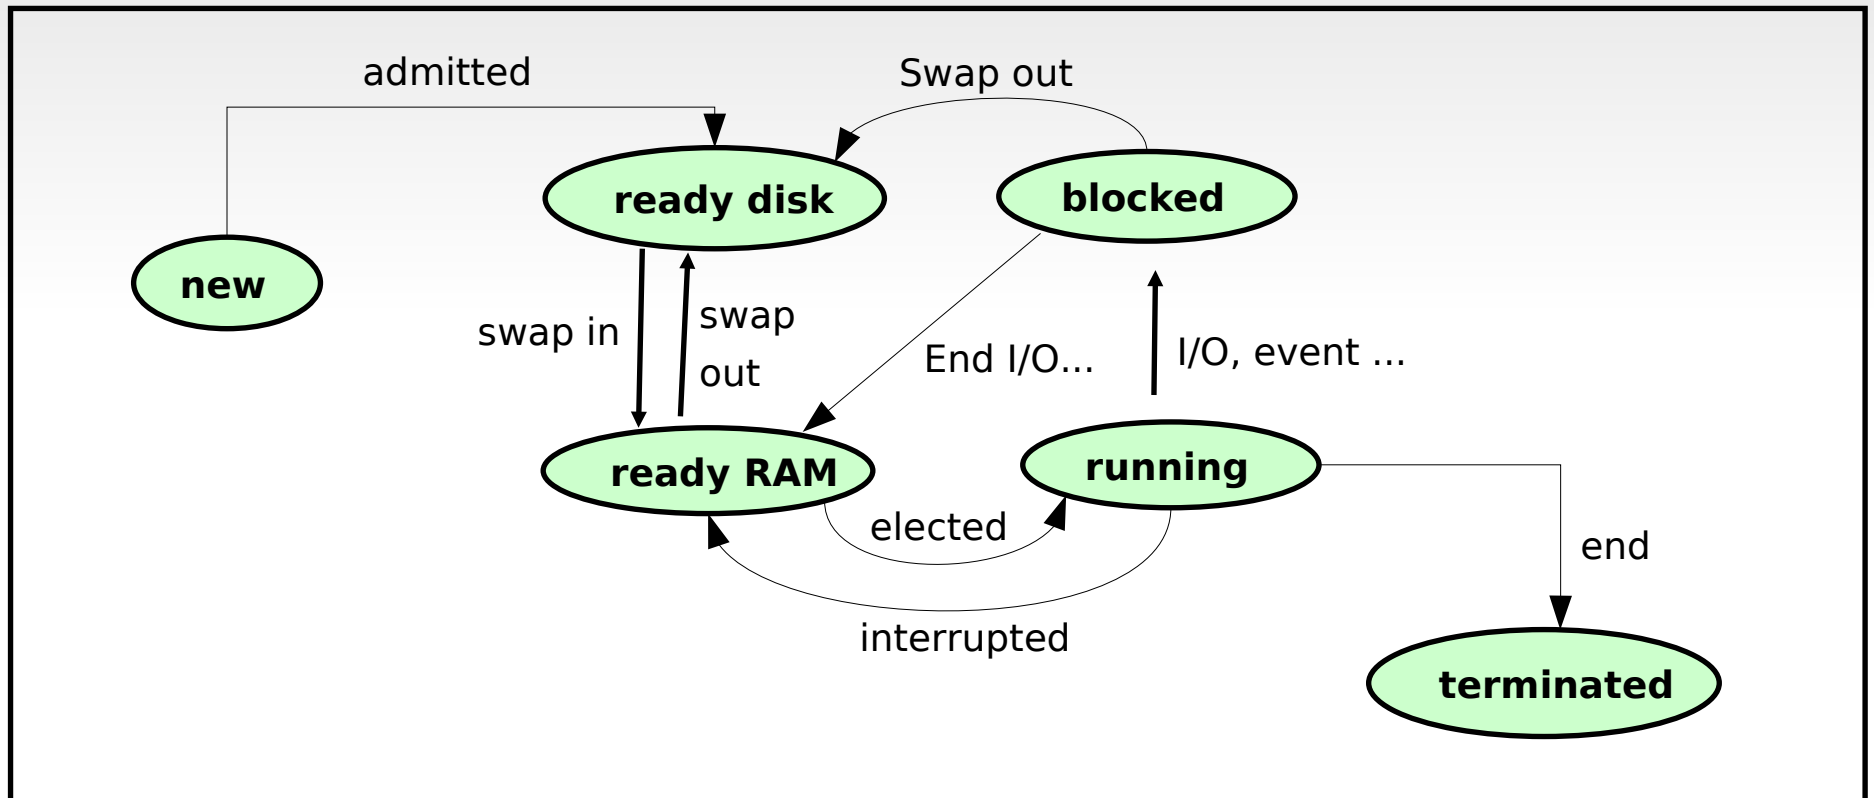 admitted
Swap out
ready disk
blocked
new
swap in
swap
out
End I/O...
I/O, event ...
ready RAM
running
elected
end
interrupted
terminated